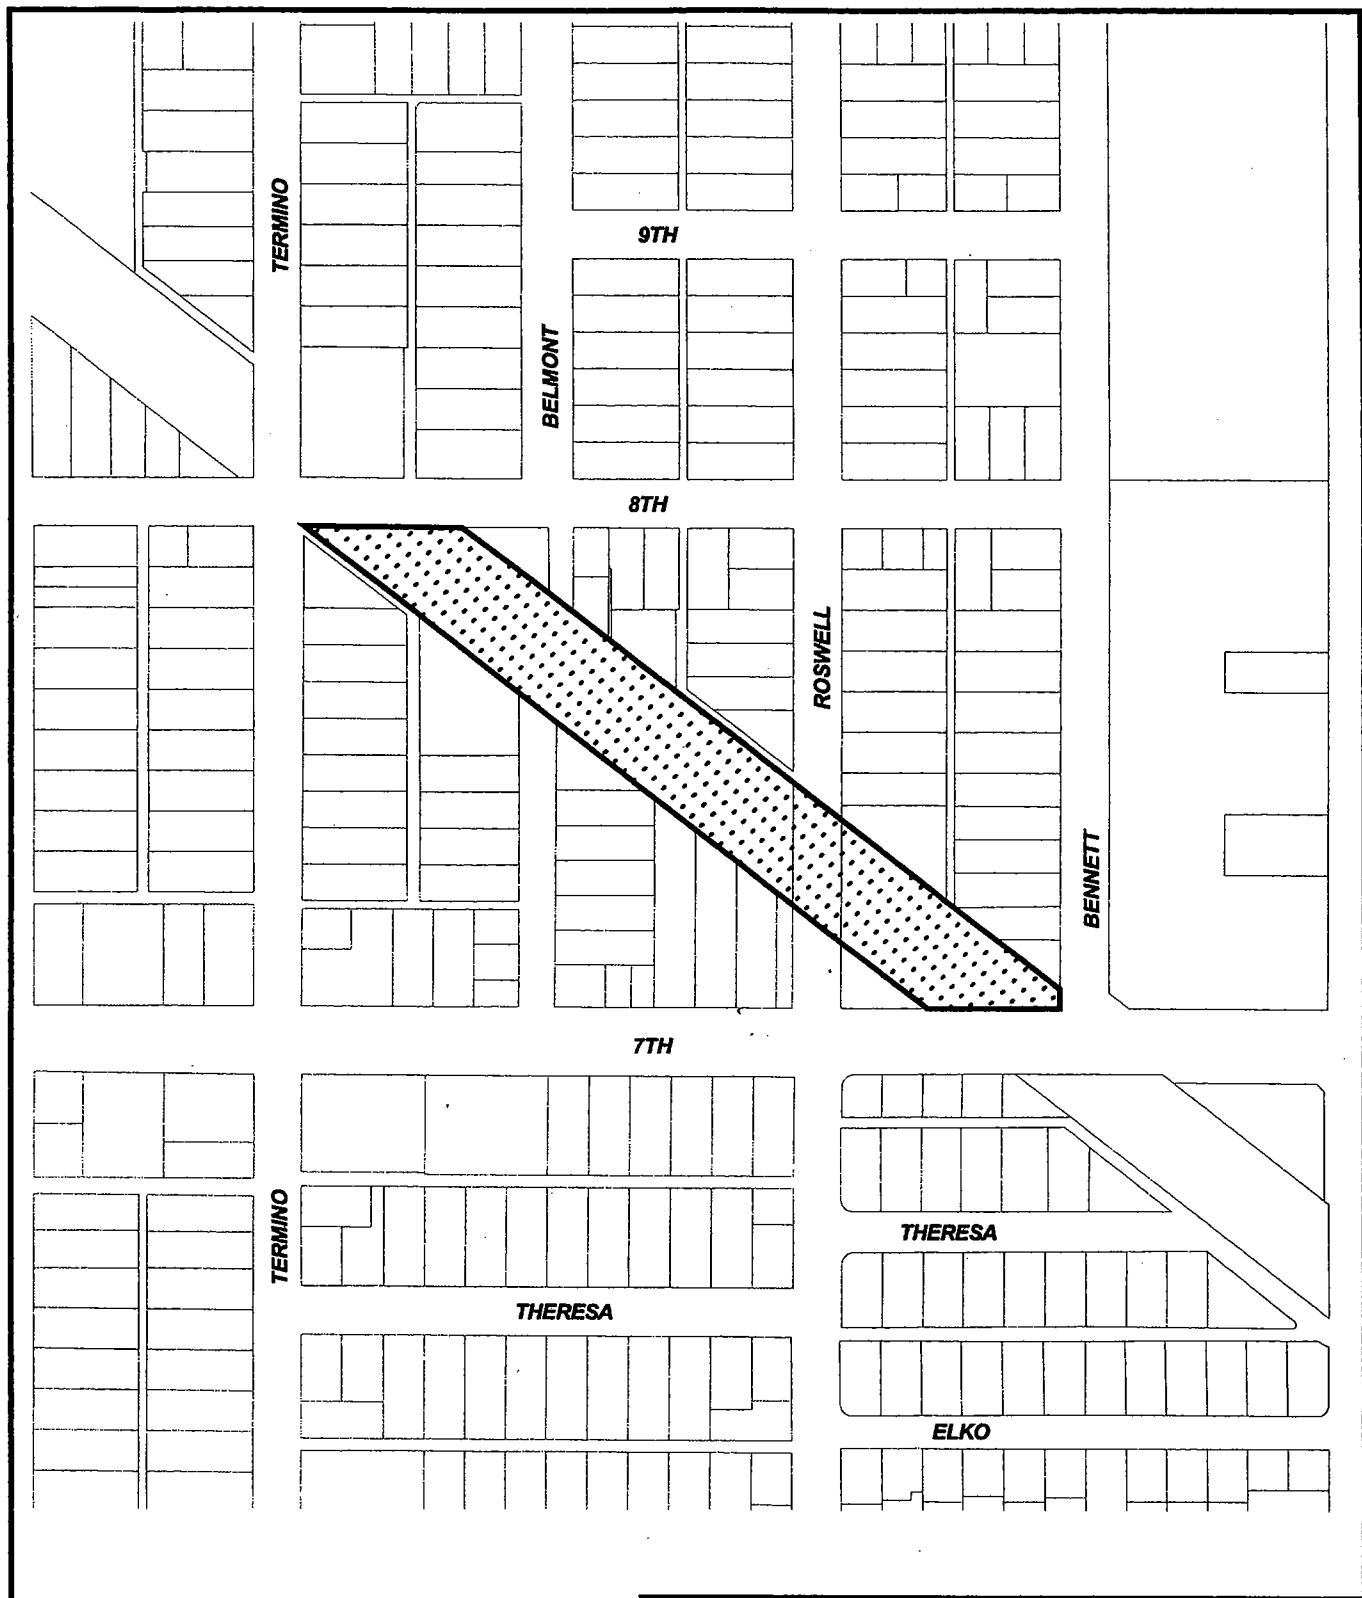 TERMINO
9TH
BELMONT
8TH
ROSWELL
BENNETT
7TH
TERMINO
THERESA
THERESA
ELKO